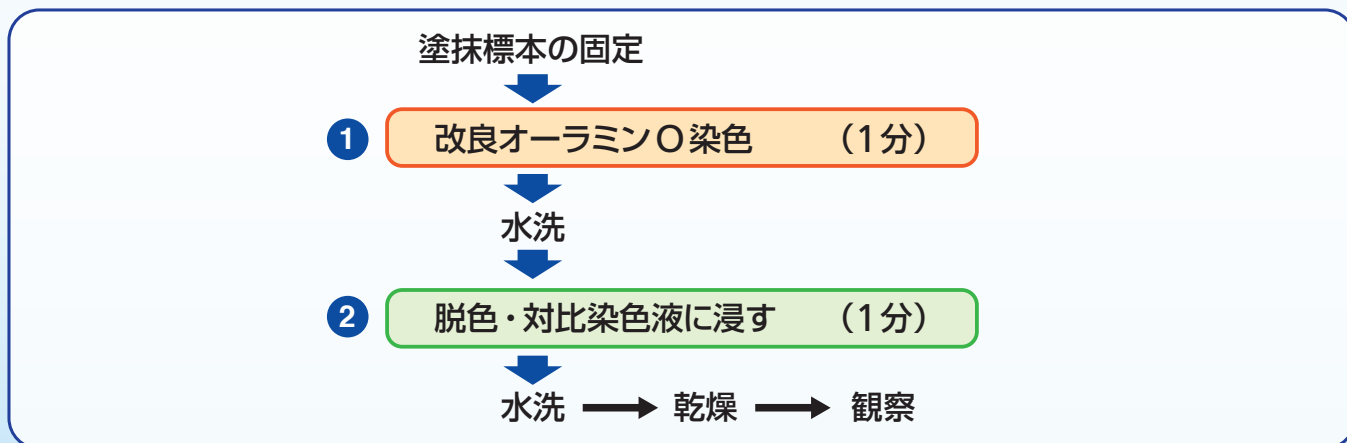 塗抹標本の固定
1 改良オーラミンO染色 （1分）
水洗
2 脱色・対比染色液に浸す （1分）
水洗 → 乾燥 → 観察